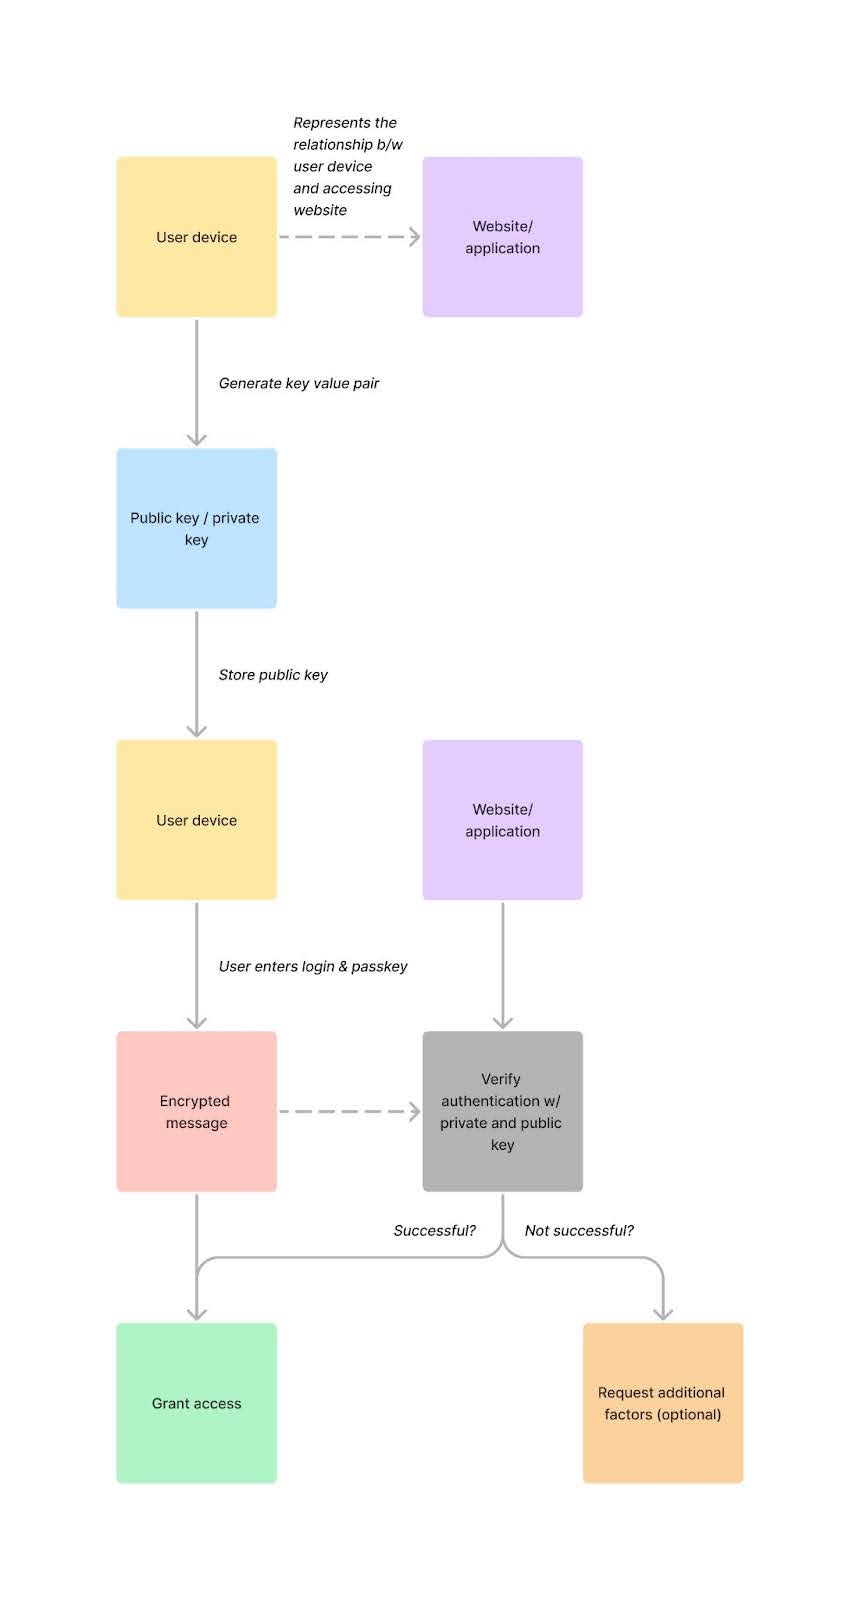 Represents the
relationship b/w
user device
and accessing
website
User device
Website/
application
Generate key value pair
Public key / private
key
Store public key
User device
Website/
application
User enters login & passkey
Encrypted
message
Verify
authentication w/
private and public
key
Successful?
Not successful?
Grant access
Request additional
factors (optional)